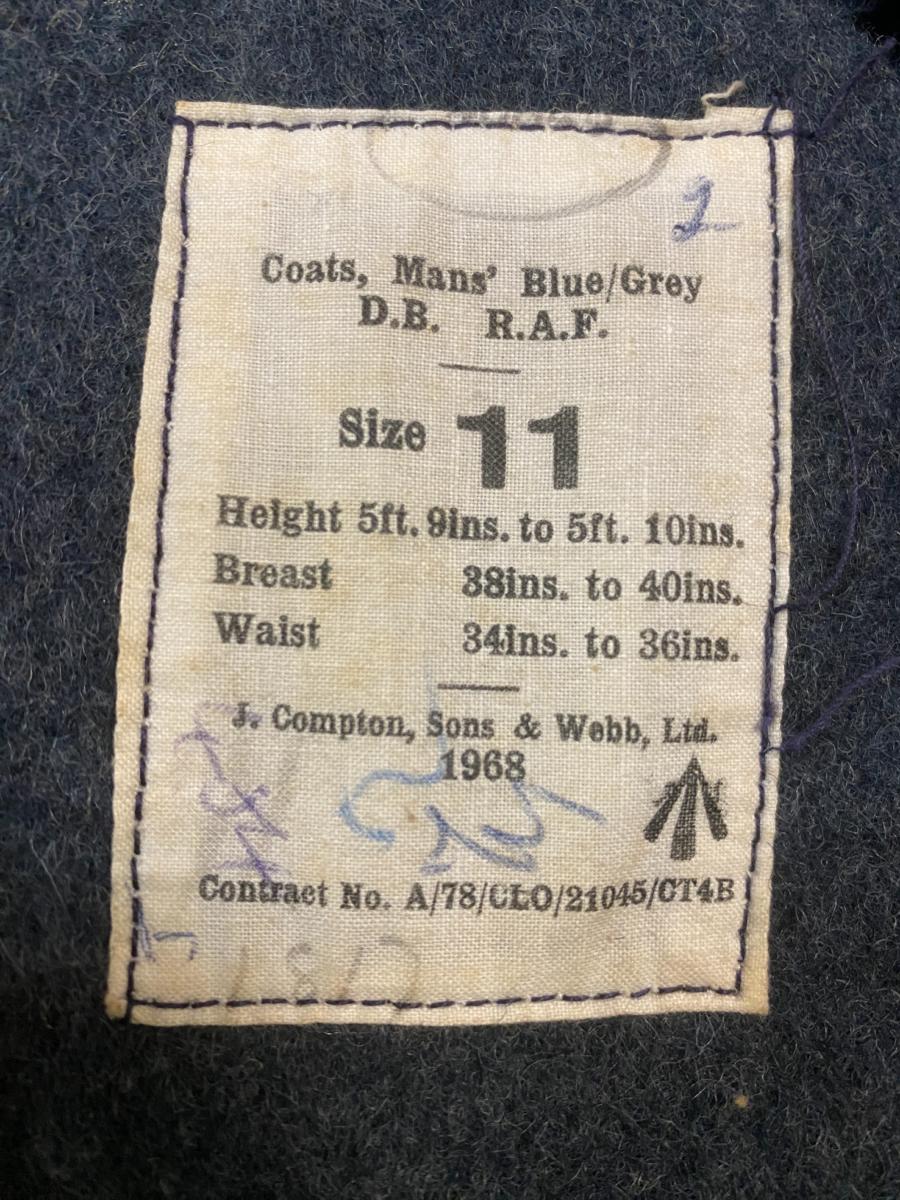 2
Coats, Mans' Blue/Grey
D.B. R.A.F.
Size 11
Height 5ft. 9ins. to 5ft. 10ins.
Breast 38ins. to 40ins.
Waist 34ins. to 36ins.
J. Compton, Sons & Webb, Ltd.
1968
Contract No. A/78/CLO/21045/CT4B